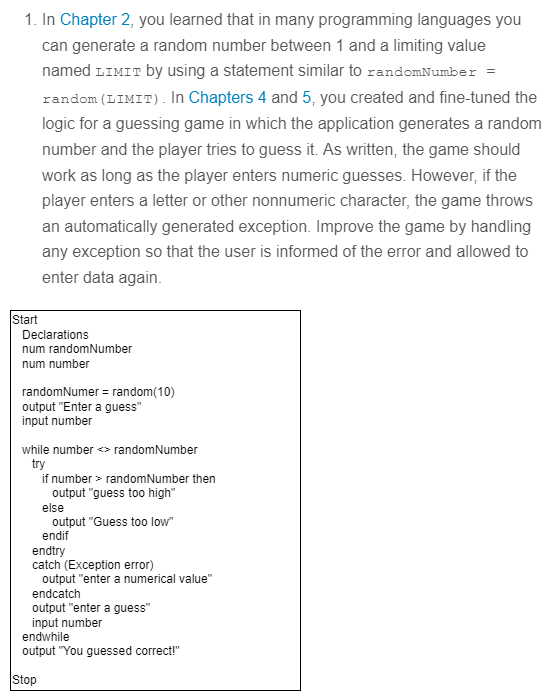 1. In Chapter 2, you learned that in many programming languages you
can generate a random number between 1 and a limiting value
named LIMIT by using a statement similar to randomNumber =
random(LIMIT). In Chapters 4 and 5, you created and fine-tuned the
logic for a guessing game in which the application generates a random
number and the player tries to guess it. As written, the game should
work as long as the player enters numeric guesses. However, if the
player enters a letter or other nonnumeric character, the game throws
an automatically generated exception. Improve the game by handling
any exception so that the user is informed of the error and allowed to
enter data again.
Start
Declarations
num randomNumber
num number
randomNumer = random(10)
output "Enter a guess"
input number
while number <> randomNumber
try
if number > randomNumber then
output "guess too high"
else
output "Guess too low"
endif
endtry
catch (Exception error)
output "enter a numerical value"
endcatch
output "enter a guess"
input number
endwhile
output "You guessed correct!"
Stop